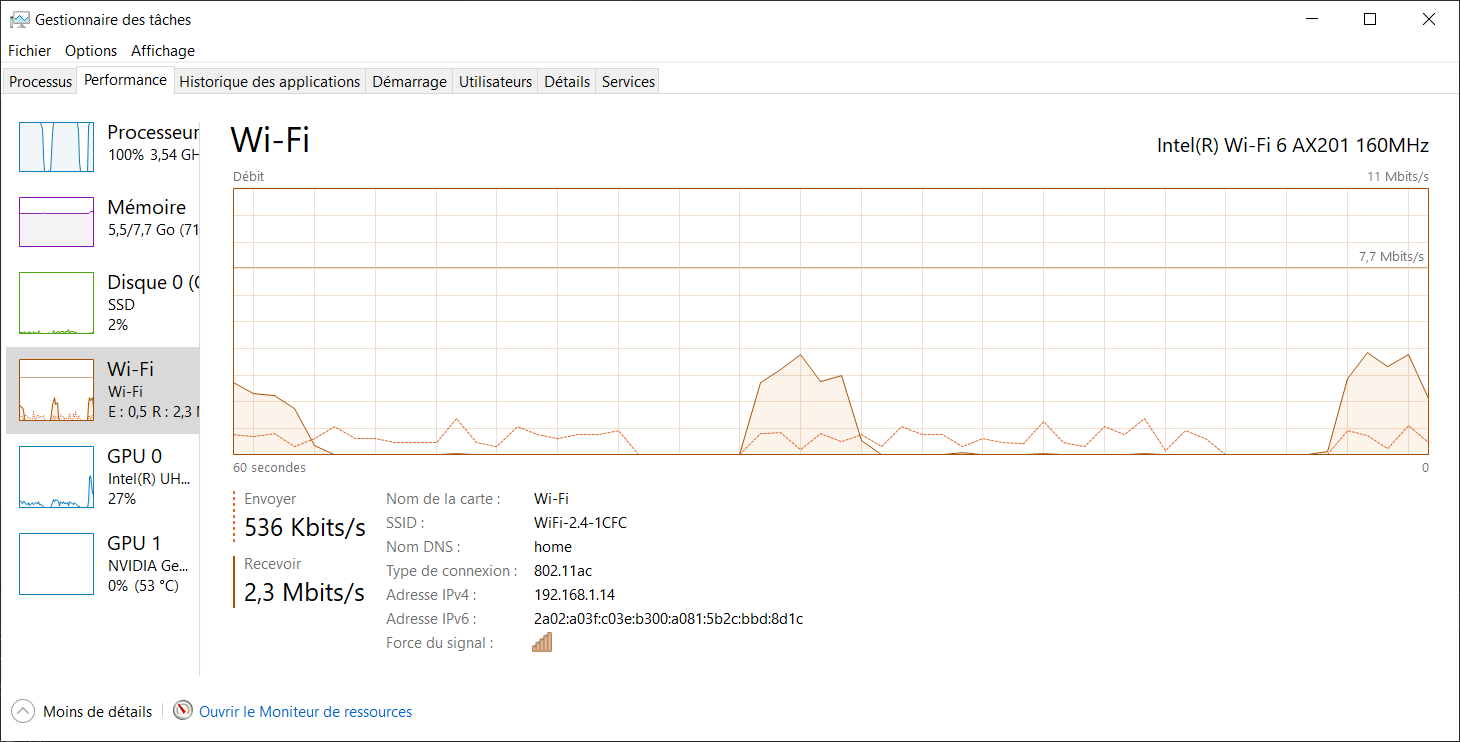 Gestionnaire des tâches
Fichier Options Affichage
Processus Performance Historique des applications Démarrage Utilisateurs Détails Services
Processeur
100% 3,54 GH
Mémoire
5,5/7,7 Go (71
Disque 0 (C
SSD
2%
Wi-Fi
Wi-Fi
E : 0,5 R : 2,3 M
GPU 0
Intel(R) UH...
27%
GPU 1
NVIDIA Ge...
0% (53 °C)
Wi-Fi
Intel(R) Wi-Fi 6 AX201 160MHz
Débit
11 Mbits/s
7,7 Mbits/s
60 secondes
0
Envoyer
536 Kbits/s
Recevoir
2,3 Mbits/s
Nom de la carte : Wi-Fi
SSID : WiFi-2.4-1CFC
Nom DNS : home
Type de connexion : 802.11ac
Adresse IPv4 : 192.168.1.14
Adresse IPv6 : 2a02:a03f:c03e:b300:a081:5b2c:bbd:8d1c
Force du signal :
Moins de détails
Ouvrir le Moniteur de ressources